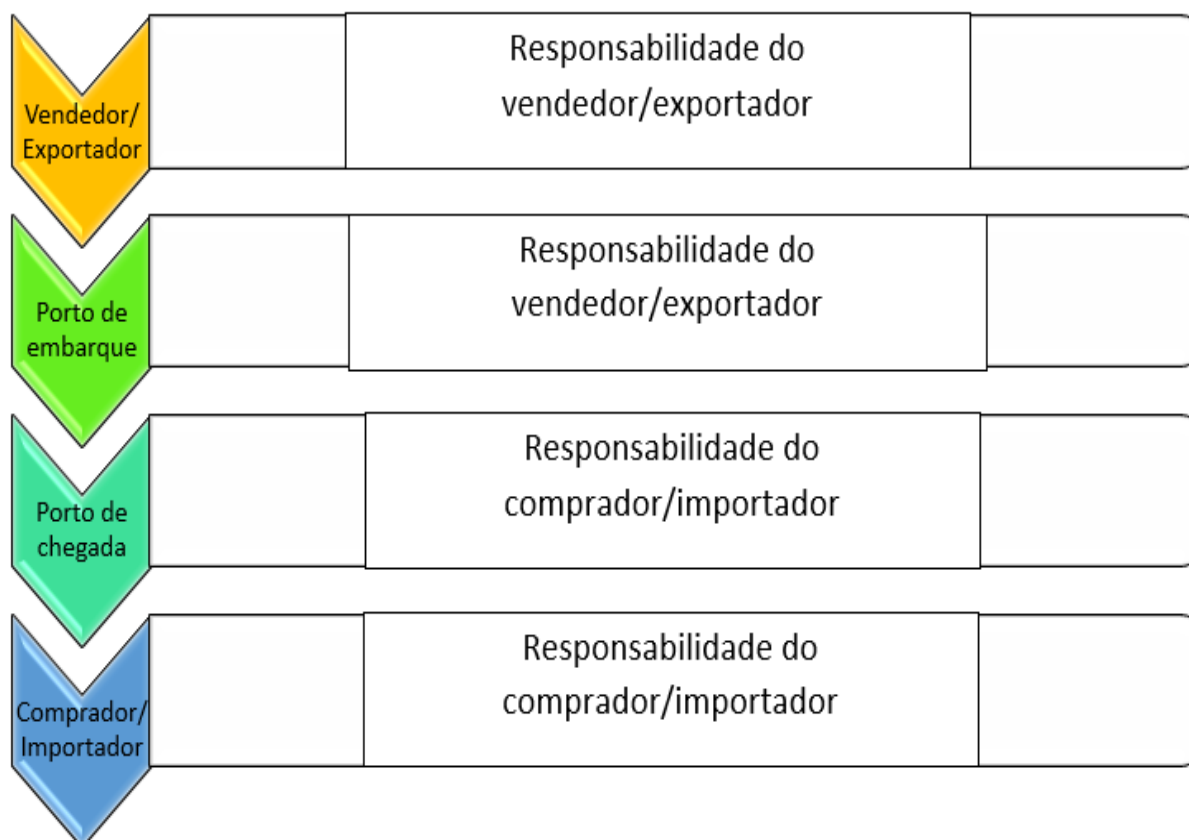 Vendedor/
Exportador
Responsabilidade do
vendedor/exportador
Porto de
embarque
Responsabilidade do
vendedor/exportador
Porto de
chegada
Responsabilidade do
comprador/importador
Comprador/
Importador
Responsabilidade do
comprador/importador